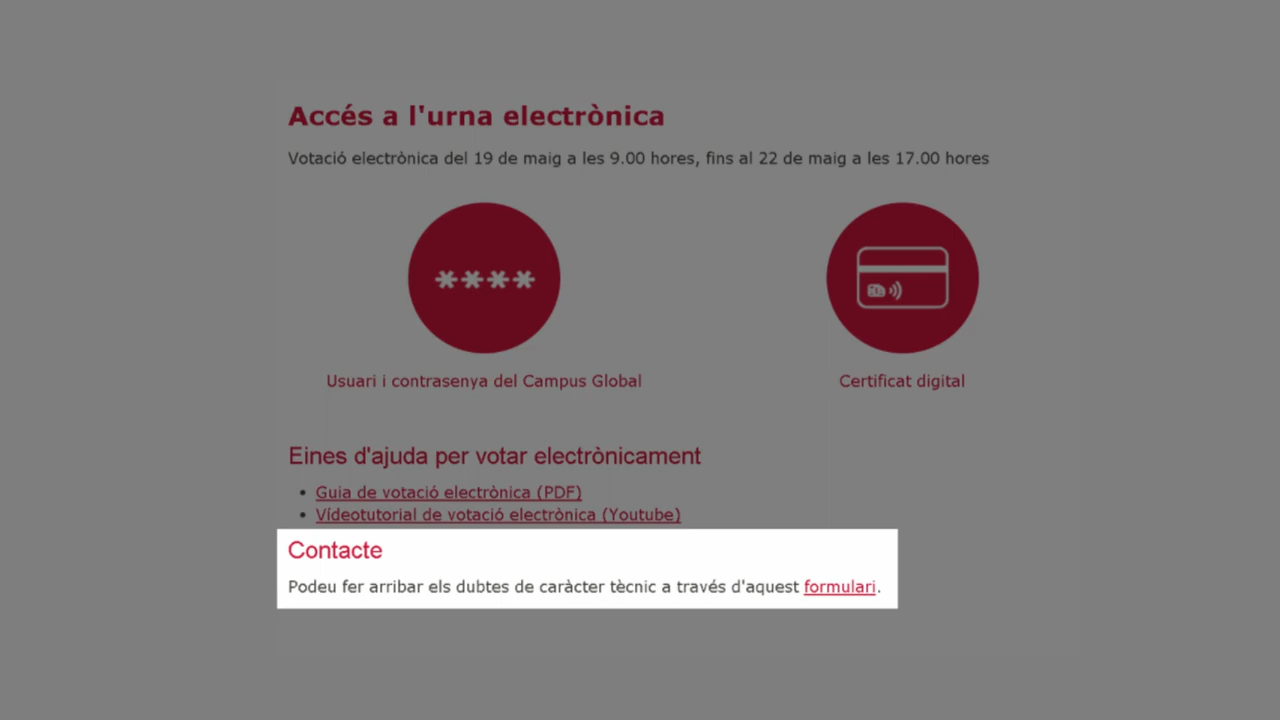 Accés a l'urna electrònica
Votació electrònica del 19 de maig a les 9.00 hores, fins al 22 de maig a les 17.00 hores
****
Usuari i contrasenya del Campus Global
Certificat digital
Eines d'ajuda per votar electrònicament
• Guia de votació electrònica (PDF)
• Vídeotutorial de votació electrònica (Youtube)
Contacte
Podeu fer arribar els dubtes de caràcter tècnic a través d'aquest formulari.